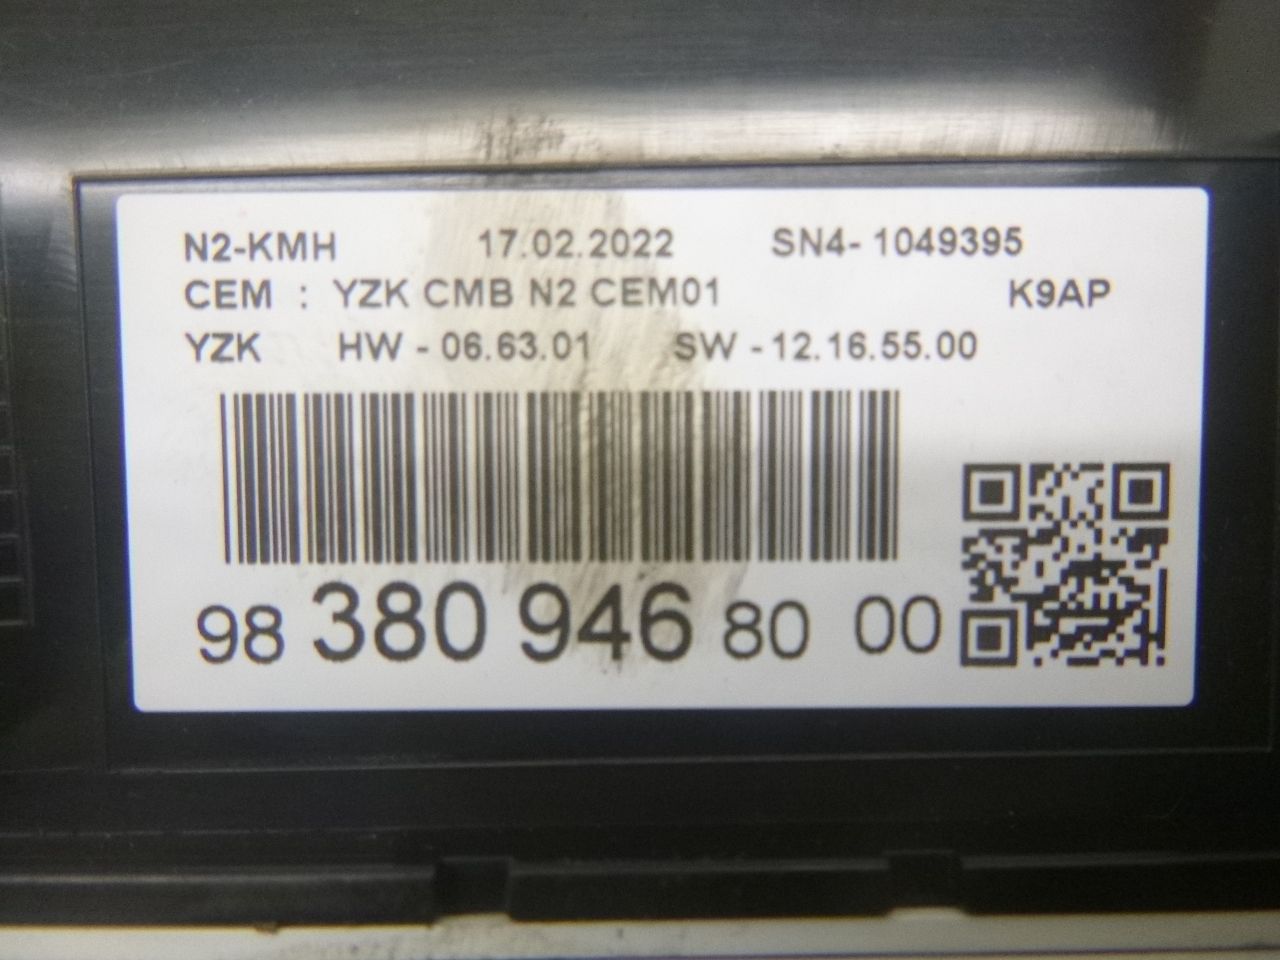 N2-KMH 17.02.2022 SN4- 1049395
CEM : YZK CMB N2 CEM01 K9AP
YZK HW - 06.63.01 SW - 12.16.55.00
98 380 946 80 00